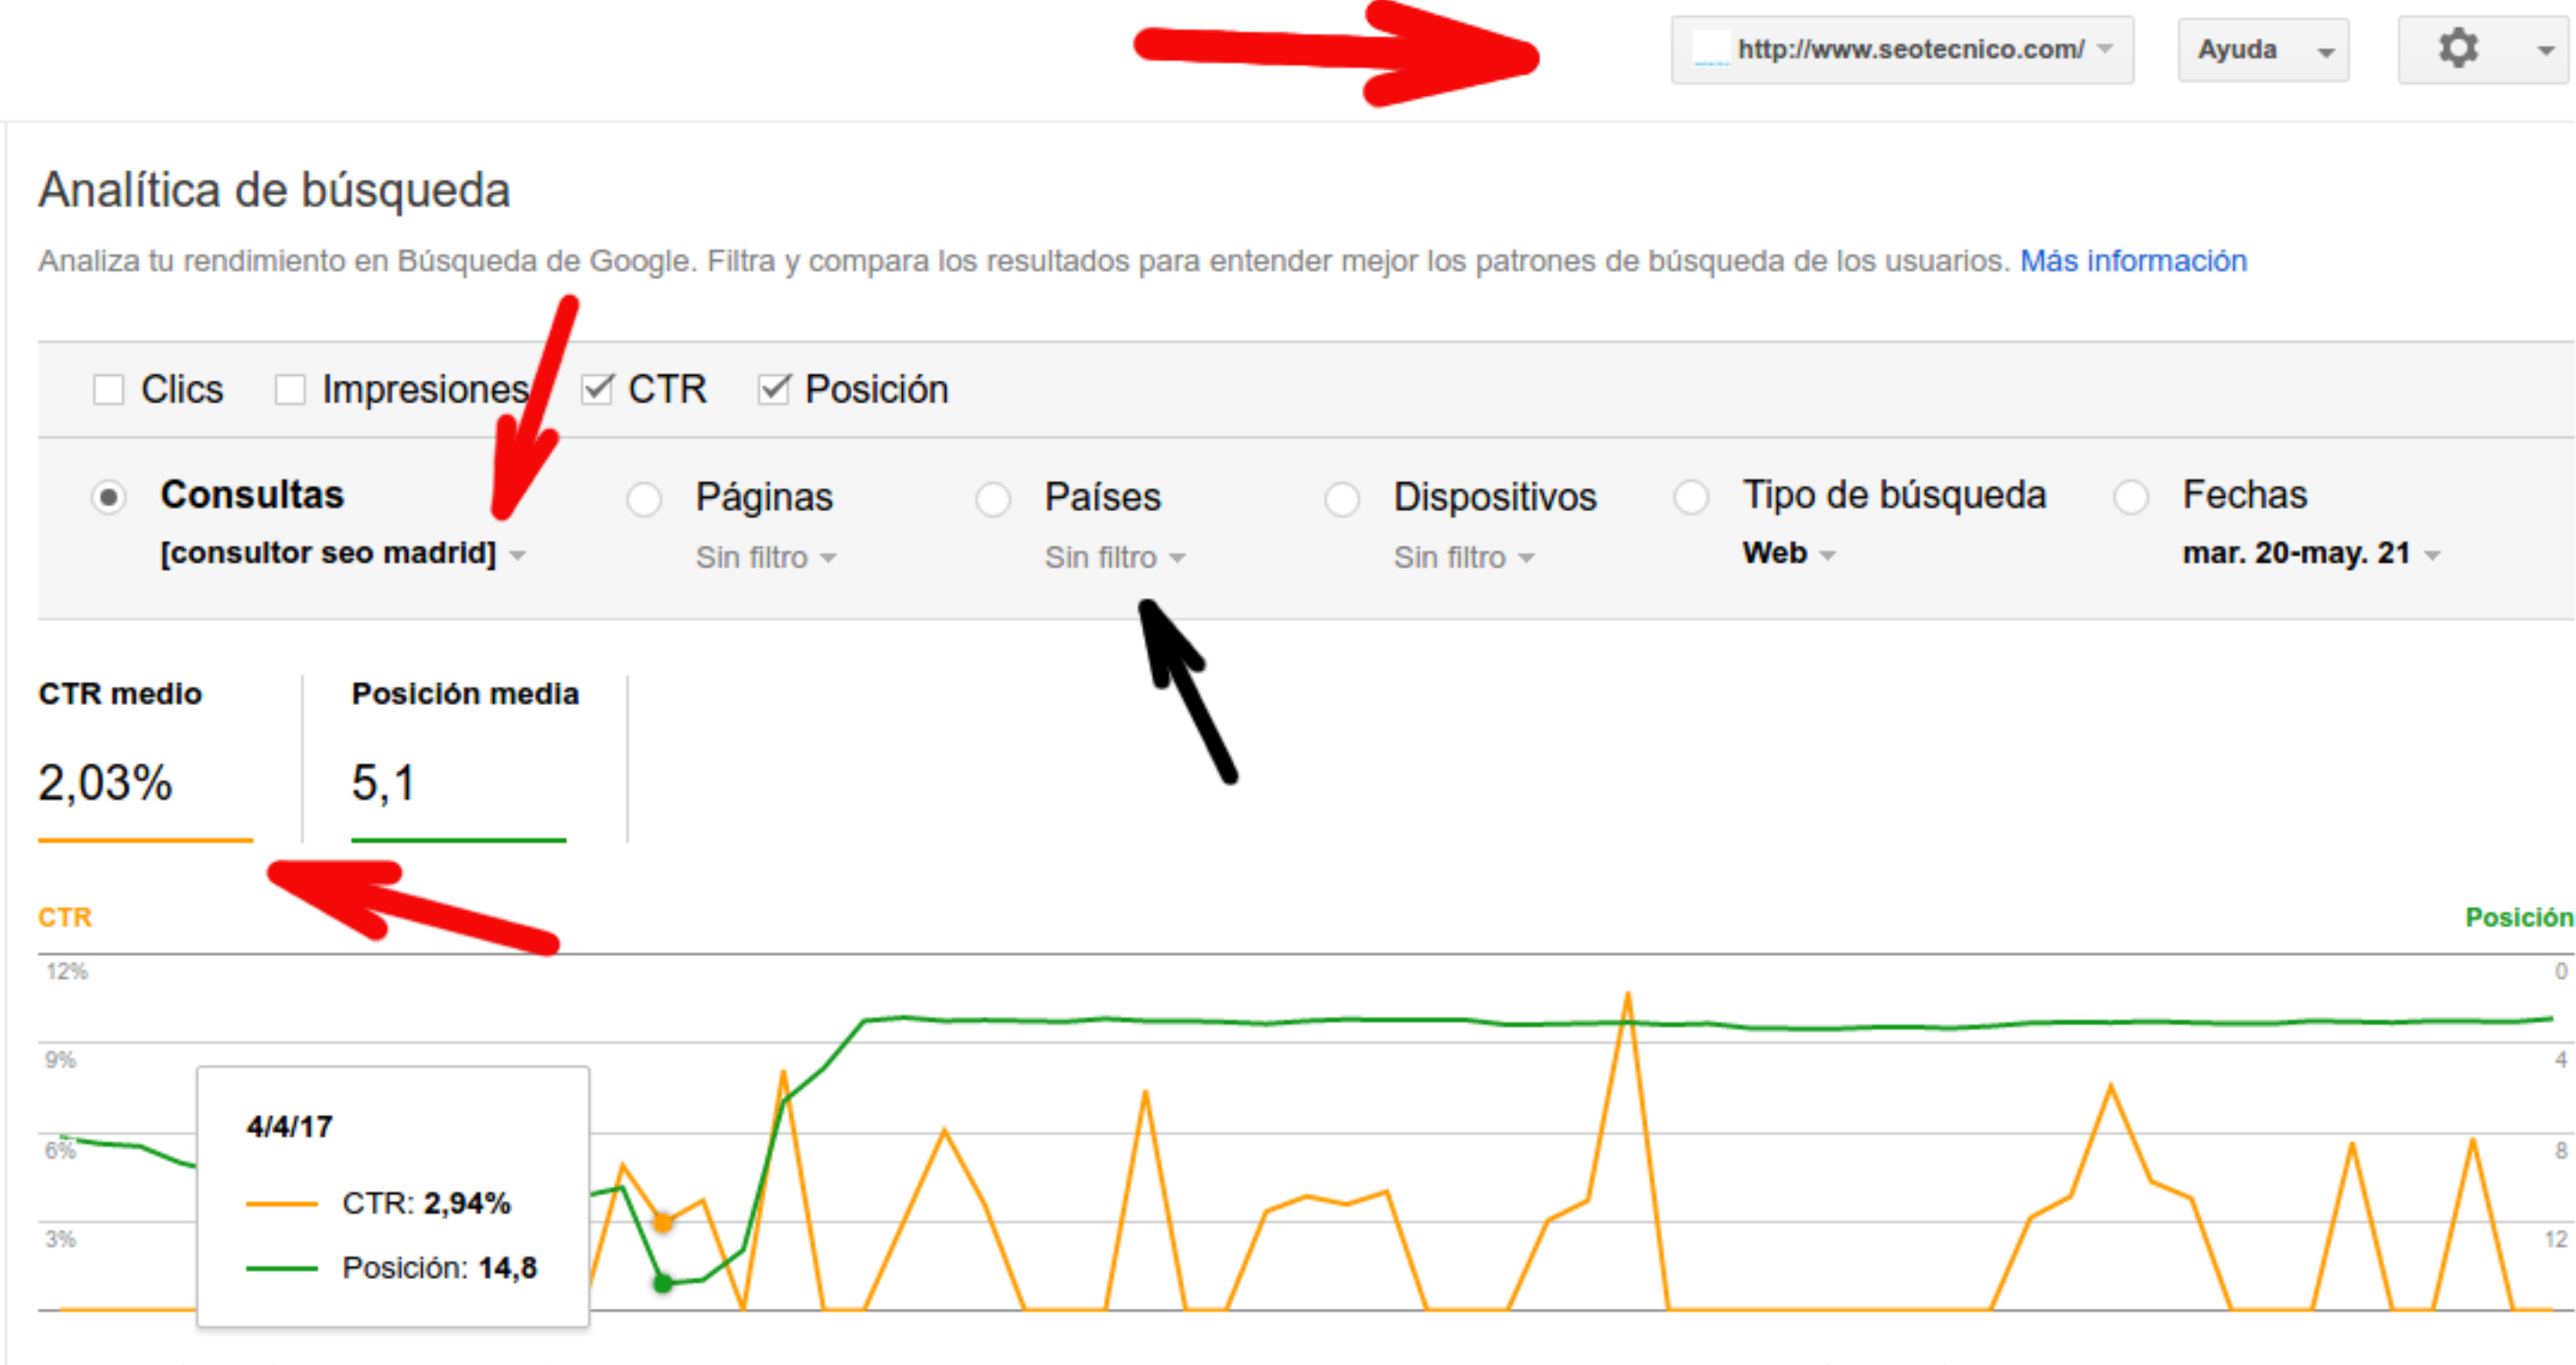 http://www.seotecnico.com/ Ayuda
Analítica de búsqueda
Analiza tu rendimiento en Búsqueda de Google. Filtra y compara los resultados para entender mejor los patrones de búsqueda de los usuarios. Más información
Clics Impresiones CTR Posición
Consultas Páginas Países Dispositivos Tipo de búsqueda Fechas
[consultor seo madrid] Sin filtro Sin filtro Sin filtro Web mar. 20-may. 21
CTR medio Posición media
2,03% 5,1
CTR Posición
12% 0
9% 4
4/4/17
6% 8
CTR: 2,94%
3% 12
Posición: 14,8